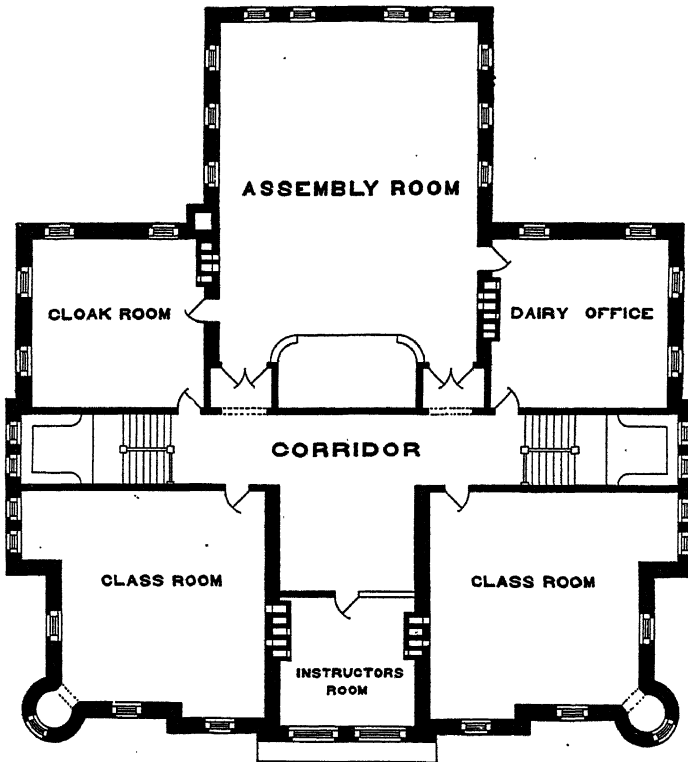 ASSEMBLY ROOM
CLOAK ROOM
DAIRY OFFICE
CORRIDOR
CLASS ROOM
CLASS ROOM
INSTRUCTORS
ROOM